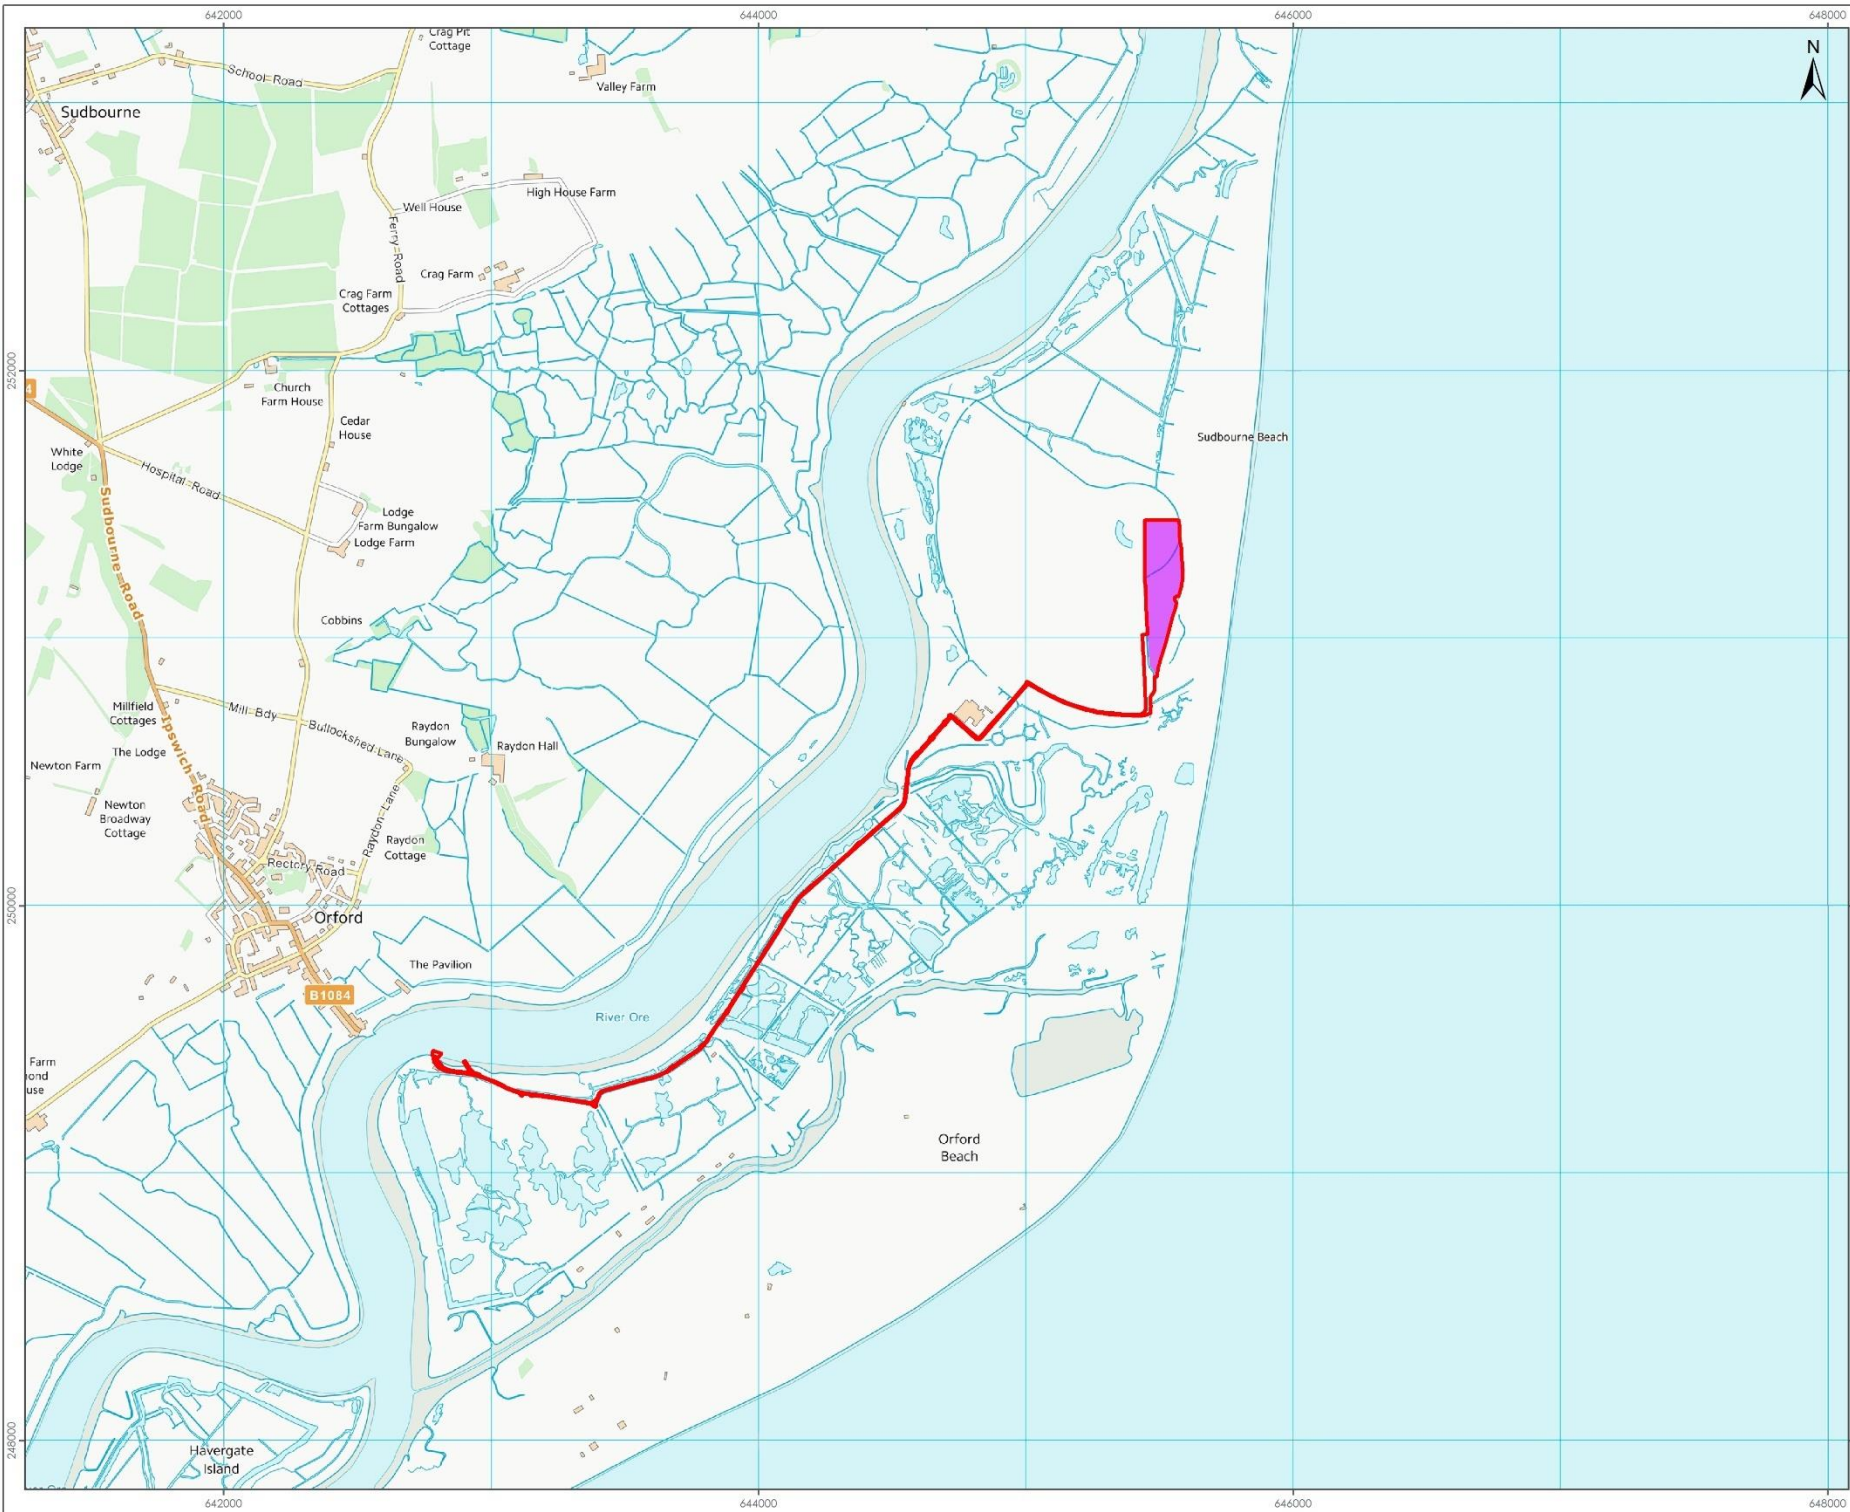 642000
644000
646000
648000
N
Crag Pit
Cottage
School Road
Valley Farm
Sudbourne
High House Farm
Well House
Ferry Road
Crag Farm
Crag Farm
Cottages
252000
4
Church
Farm House
Cedar
House
Sudbourne Beach
White
Lodge
Hospital Road
Sudbourne Road
Lodge
Farm Bungalow
Lodge Farm
Cobbins
Millfield
Cottages
Mill Bdy
Bullockshed Lane
Raydon
Bungalow
Raydon Hall
The Lodge
Ipswich Road
Newton Farm
Newton
Broadway
Cottage
Raydon Lane
Raydon
Cottage
Rectory Road
250000
Orford
The Pavilion
B1084
River Ore
Farm
ond
use
Orford
Beach
248000
Havergate
Island
642000
644000
646000
648000